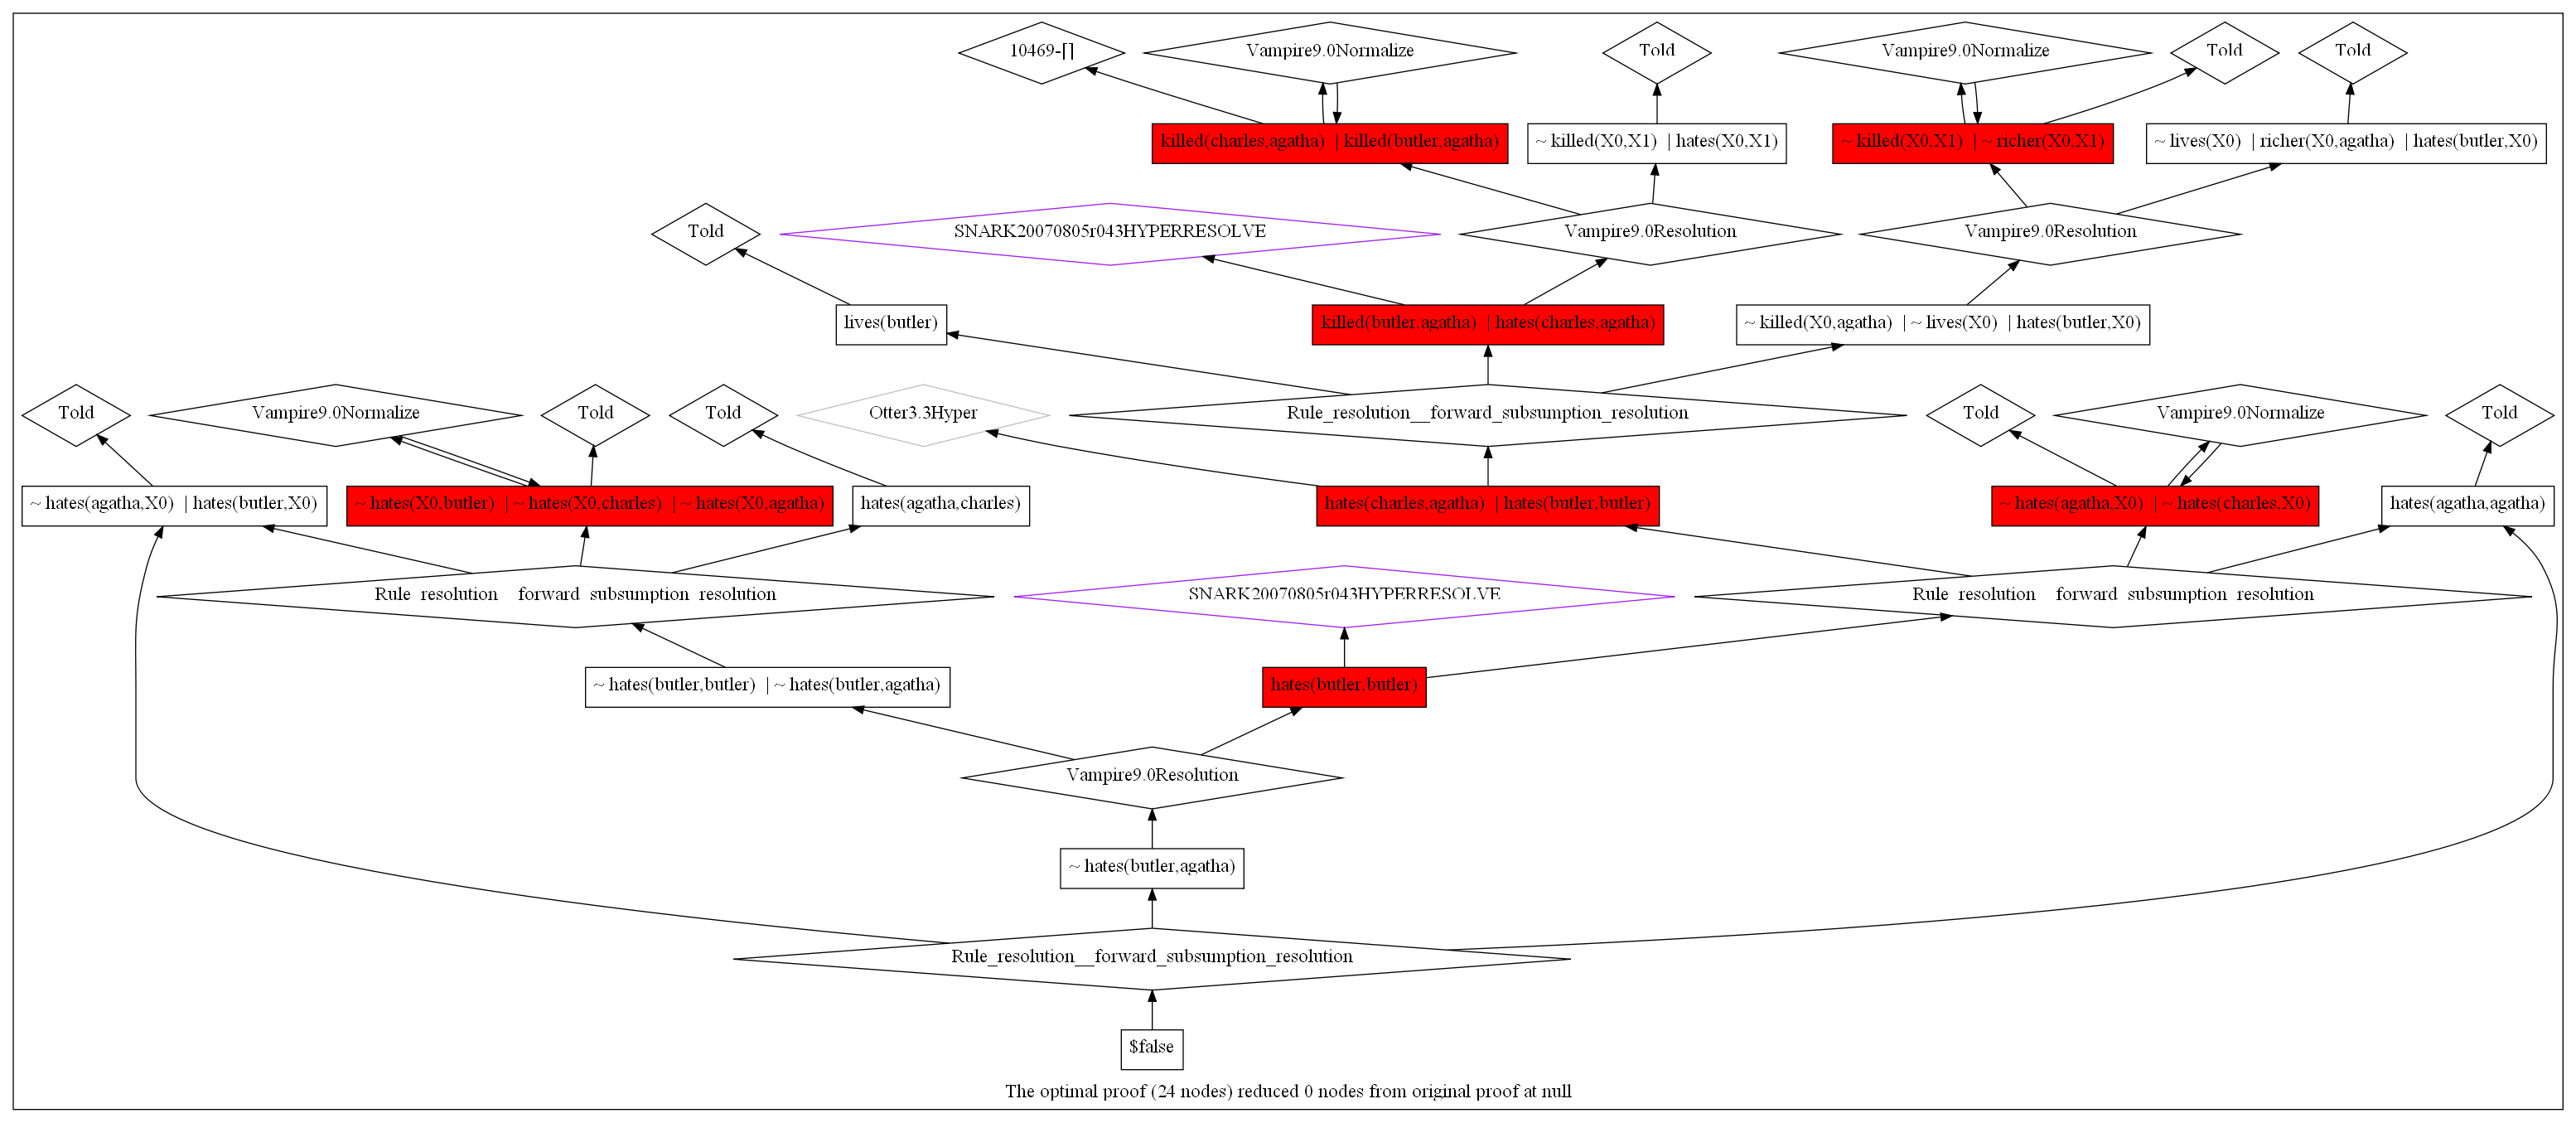 10469-[]
Vampire9.0Normalize
Told
Vampire9.0Normalize
Told
Told
killed(charles,agatha) | killed(butler,agatha)
~ killed(X0,X1) | hates(X0,X1)
~ killed(X0,X1) | ~ richer(X0,X1)
~ lives(X0) | richer(X0,agatha) | hates(butler,X0)
Told
SNARK20070805r043HYPERRESOLVE
Vampire9.0Resolution
Vampire9.0Resolution
lives(butler)
killed(butler,agatha) | hates(charles,agatha)
~ killed(X0,agatha) | ~ lives(X0) | hates(butler,X0)
Told
Vampire9.0Normalize
Told
Told
Otter3.3Hyper
Rule_resolution__forward_subsumption_resolution
Told
Vampire9.0Normalize
Told
~ hates(agatha,X0) | hates(butler,X0)
~ hates(X0,butler) | ~ hates(X0,charles) | ~ hates(X0,agatha)
hates(agatha,charles)
hates(charles,agatha) | hates(butler,butler)
~ hates(agatha,X0) | ~ hates(charles,X0)
hates(agatha,agatha)
Rule_resolution__forward_subsumption_resolution
SNARK20070805r043HYPERRESOLVE
Rule_resolution__forward_subsumption_resolution
~ hates(butler,butler) | ~ hates(butler,agatha)
hates(butler,butler)
Vampire9.0Resolution
~ hates(butler,agatha)
Rule_resolution__forward_subsumption_resolution
$false
The optimal proof (24 nodes) reduced 0 nodes from original proof at null